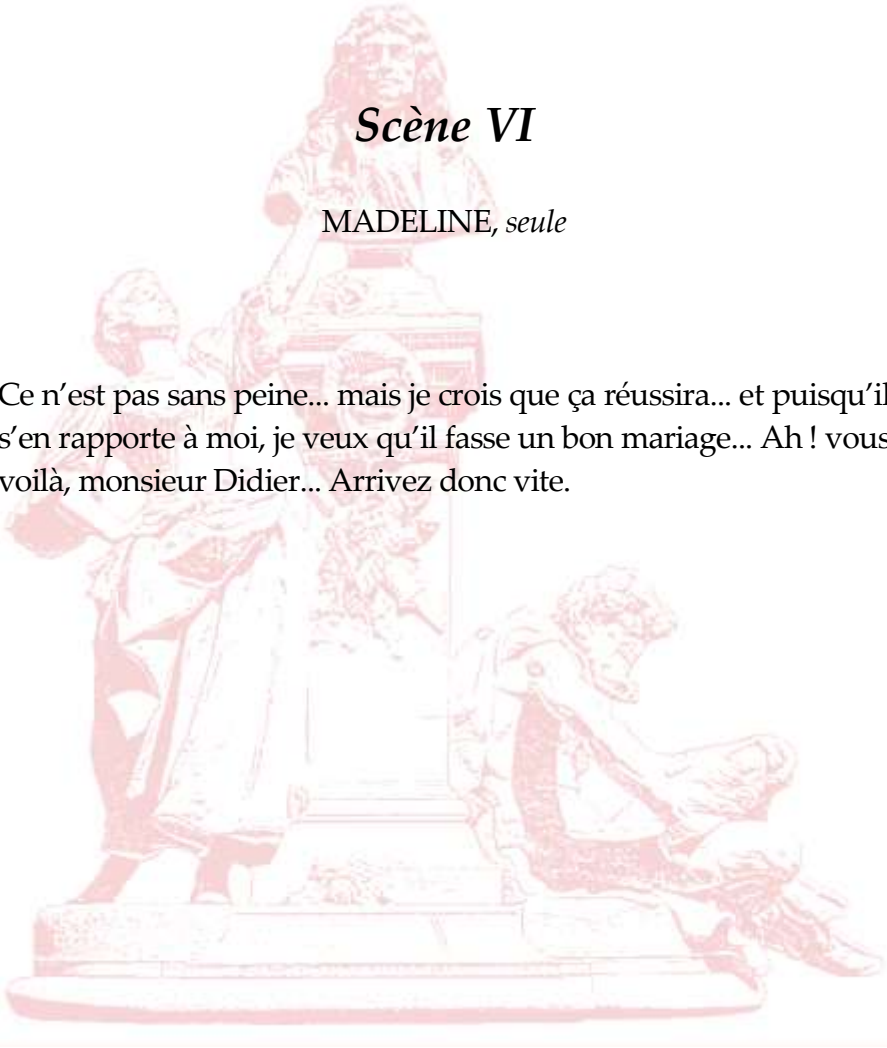 Scène VI
MADELINE, seule
Ce n’est pas sans peine... mais je crois que ça réussira... et puisqu’il
s’en rapporte à moi, je veux qu’il fasse un bon mariage... Ah ! vous
voilà, monsieur Didier... Arrivez donc vite.